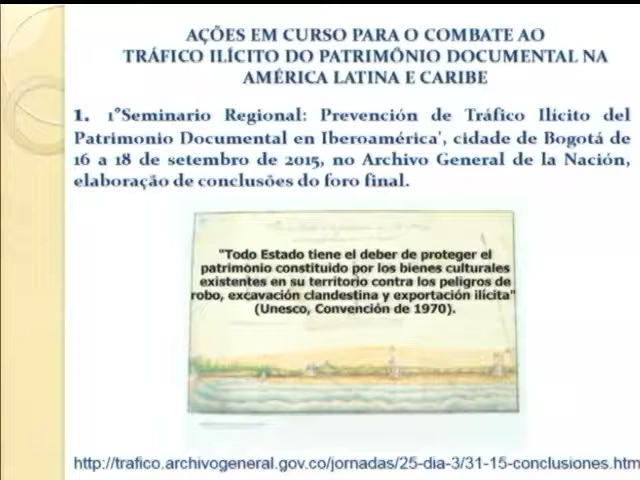 AÇÕES EM CURSO PARA O COMBATE AO
TRÁFICO ILÍCITO DO PATRIMÔNIO DOCUMENTAL NA
AMÉRICA LATINA E CARIBE
1. 1°Seminario Regional: Prevención de Tráfico Ilícito del
Patrimonio Documental en Iberoamérica', cidade de Bogotá de
16 a 18 de setembro de 2015, no Archivo General de la Nación,
elaboração de conclusões do foro final.
"Todo Estado tiene el deber de proteger el
patrimonio constituido por los bienes culturales
existentes en su territorio contra los peligros de
robo, excavación clandestina y exportación ilícita"
(Unesco, Convención de 1970).
http://trafico.archivogeneral.gov.co/jornadas/25-dia-3/31-15-conclusiones.htm